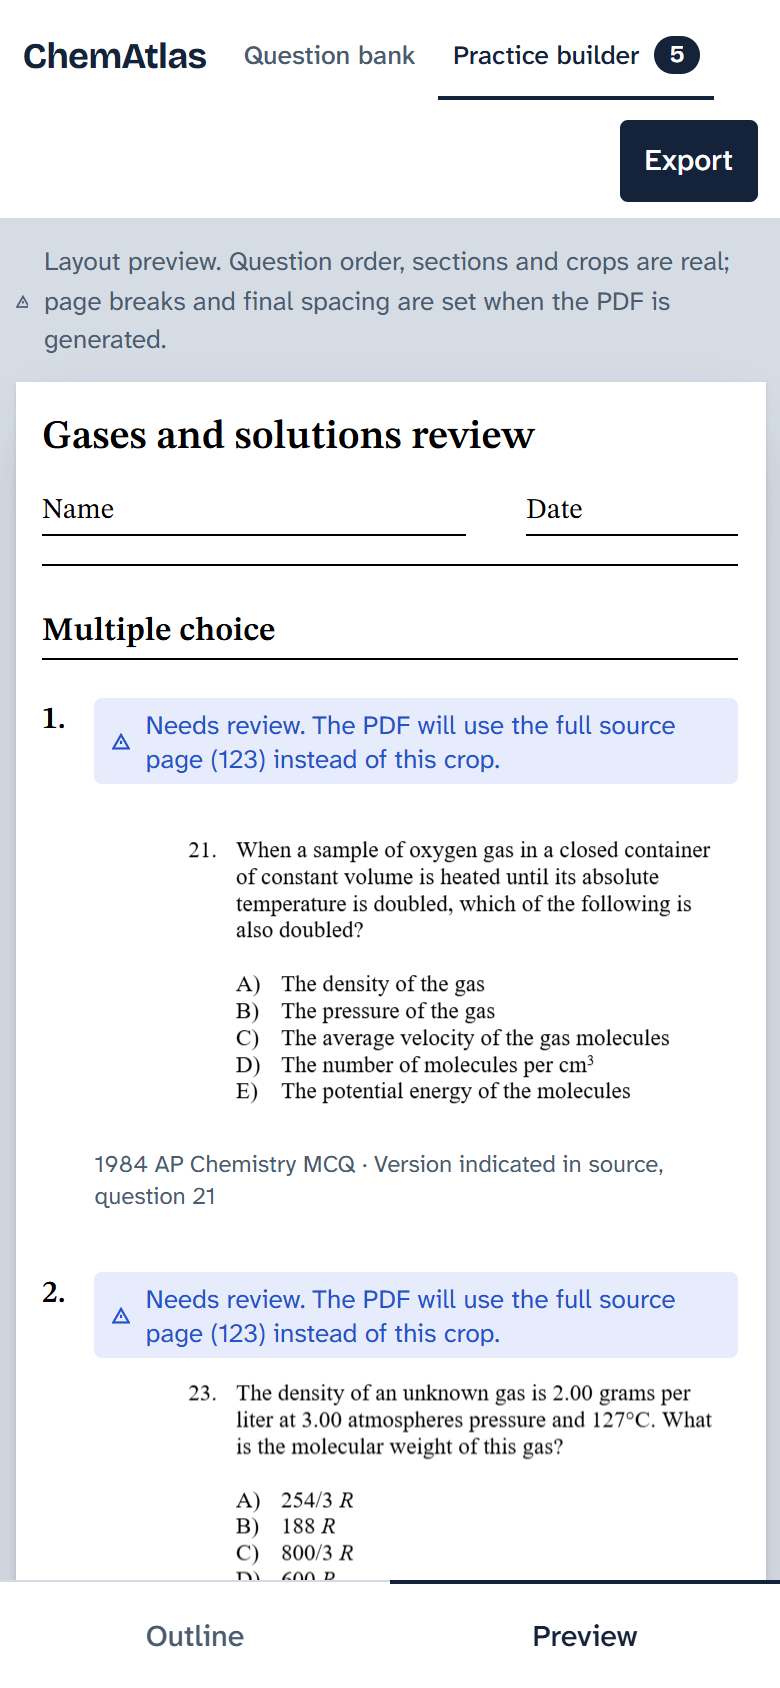 ChemAtlas Question bank Practice builder 5
Export
Layout preview. Question order, sections and crops are real;
page breaks and final spacing are set when the PDF is
generated.
Gases and solutions review
Name Date
Multiple choice
1. Needs review. The PDF will use the full source
page (123) instead of this crop.
21. When a sample of oxygen gas in a closed container
of constant volume is heated until its absolute
temperature is doubled, which of the following is
also doubled?
A) The density of the gas
B) The pressure of the gas
C) The average velocity of the gas molecules
D) The number of molecules per cm³
E) The potential energy of the molecules
1984 AP Chemistry MCQ · Version indicated in source,
question 21
2. Needs review. The PDF will use the full source
page (123) instead of this crop.
23. The density of an unknown gas is 2.00 grams per
liter at 3.00 atmospheres pressure and 127°C. What
is the molecular weight of this gas?
A) 254/3 R
B) 188 R
C) 800/3 R
D) 600 R
Outline Preview